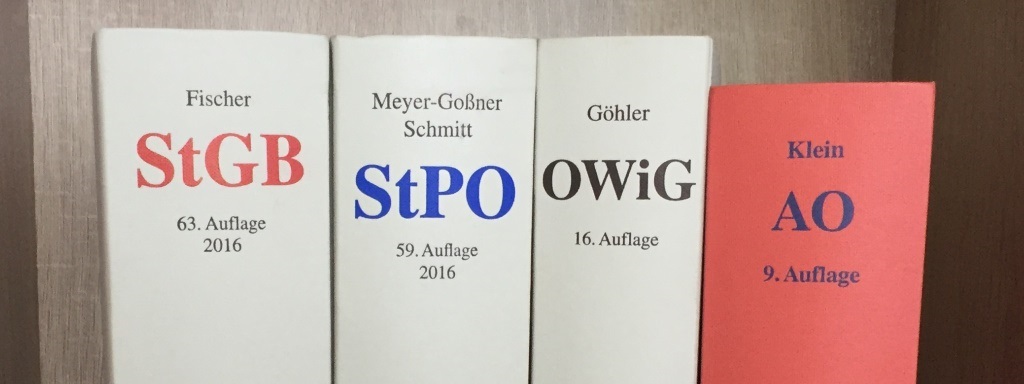 Fischer
StGB
63. Auflage
2016
Meyer-Goßner
Schmitt
StPO
59. Auflage
2016
Göhler
OWiG
16. Auflage
Klein
AO
9. Auflage